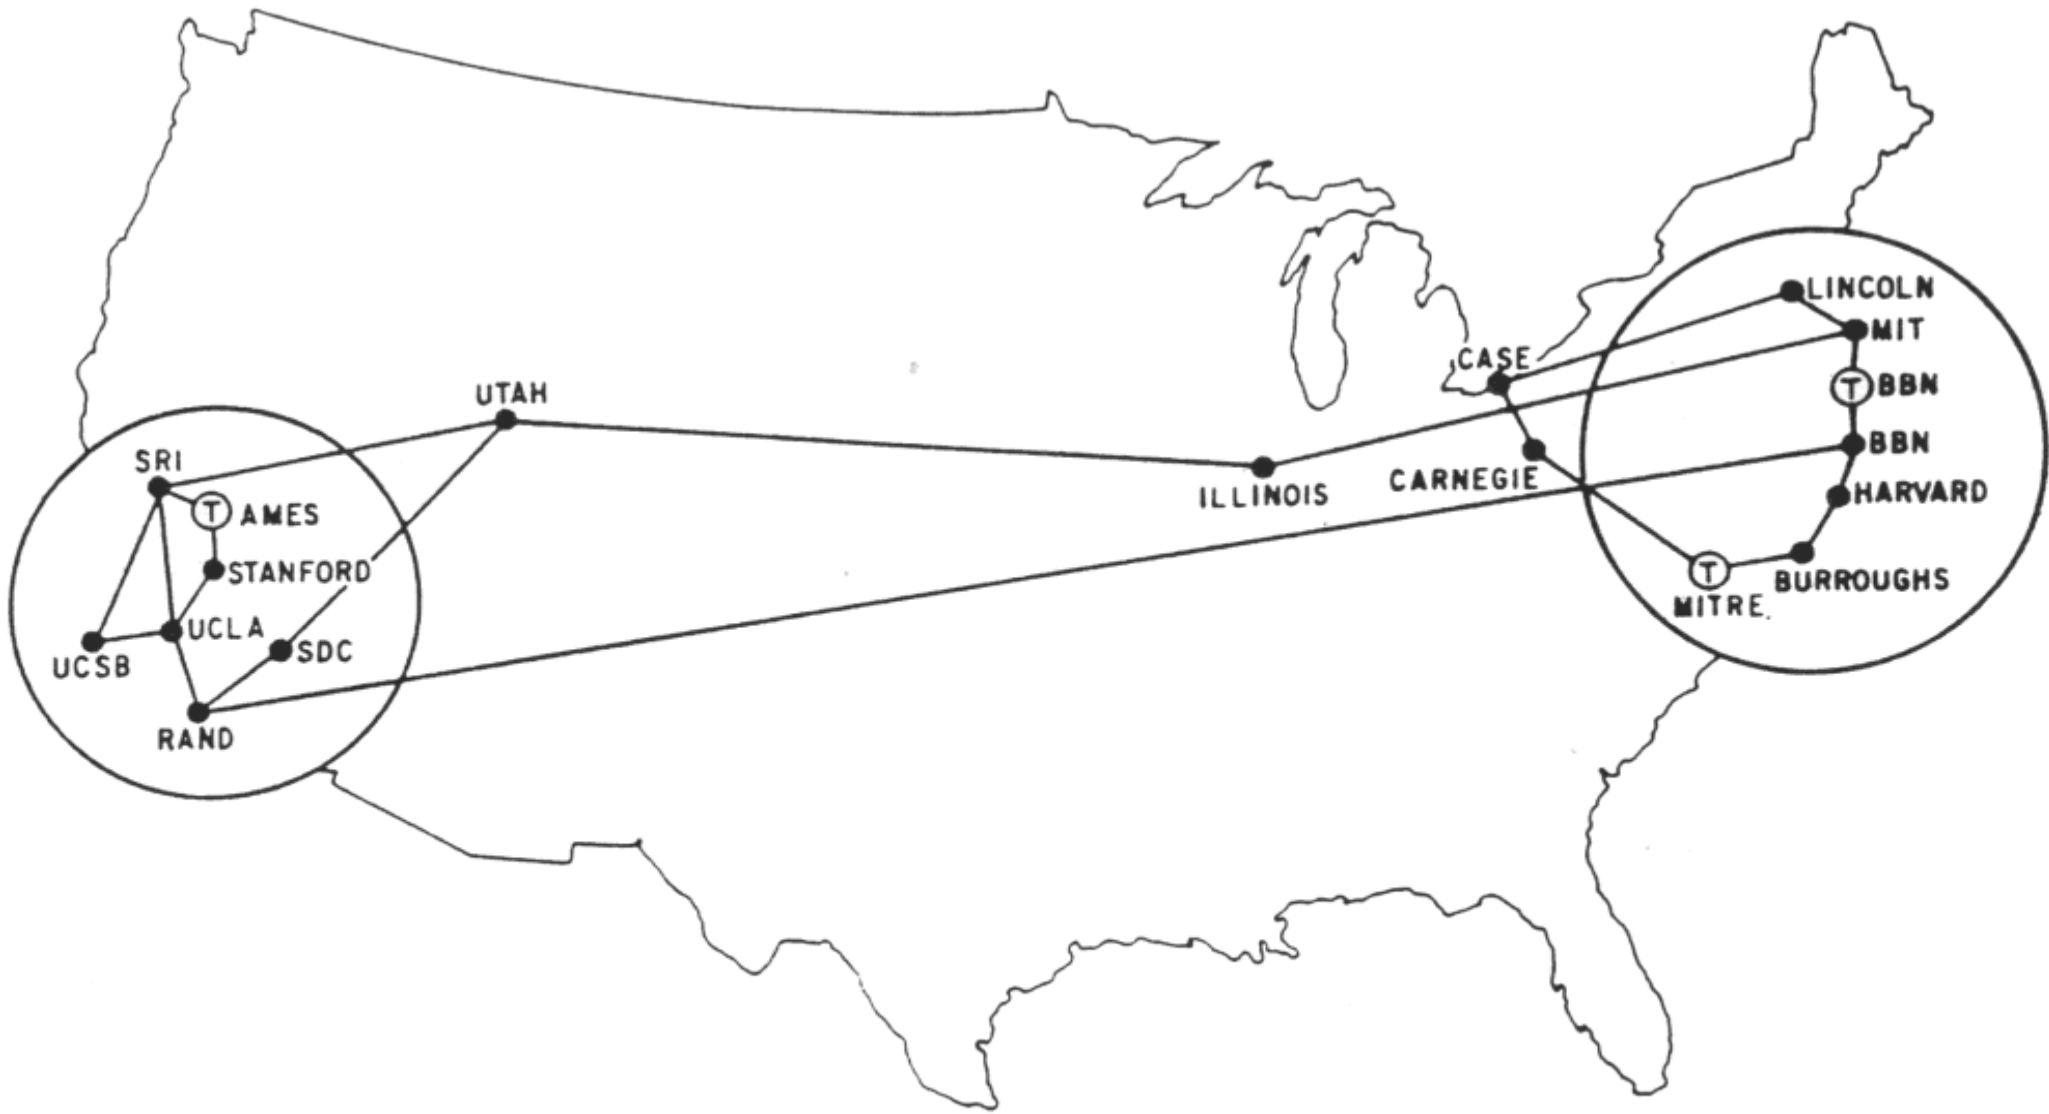 LINCOLN
MIT
CASE
T BBN
UTAH
BBN
SRI
CARNEGIE
ILLINOIS
HARVARD
T AMES
STANFORD
T
BURROUGHS
MITRE.
UCLA
SDC
UCSB
RAND